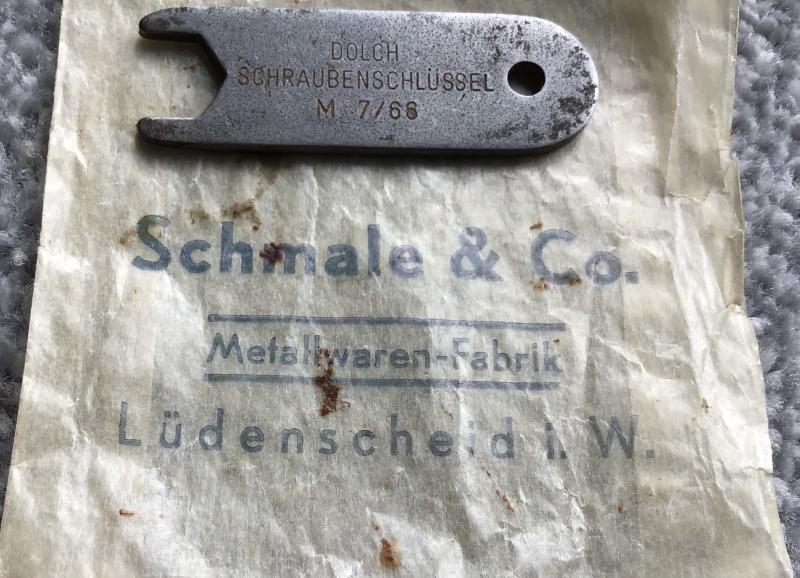 DOLCH
SCHRAUBENSCHLÜSSEL
M 7/66
Schmale & Co.
Metallwaren-Fabrik
Lüdenscheid i. W.